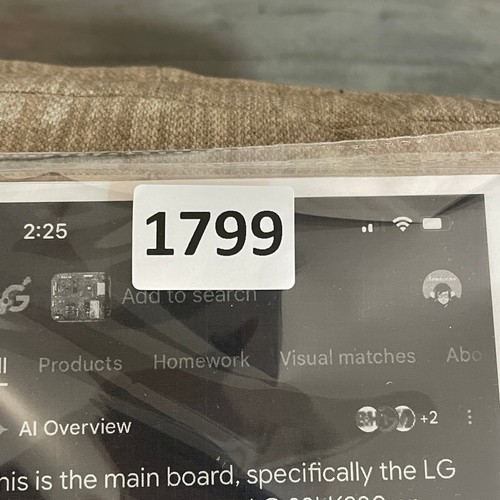 2:25
1799
Add to search
Products Homework Visual matches Abo
AI Overview
+2
his is the main board, specifically the LG